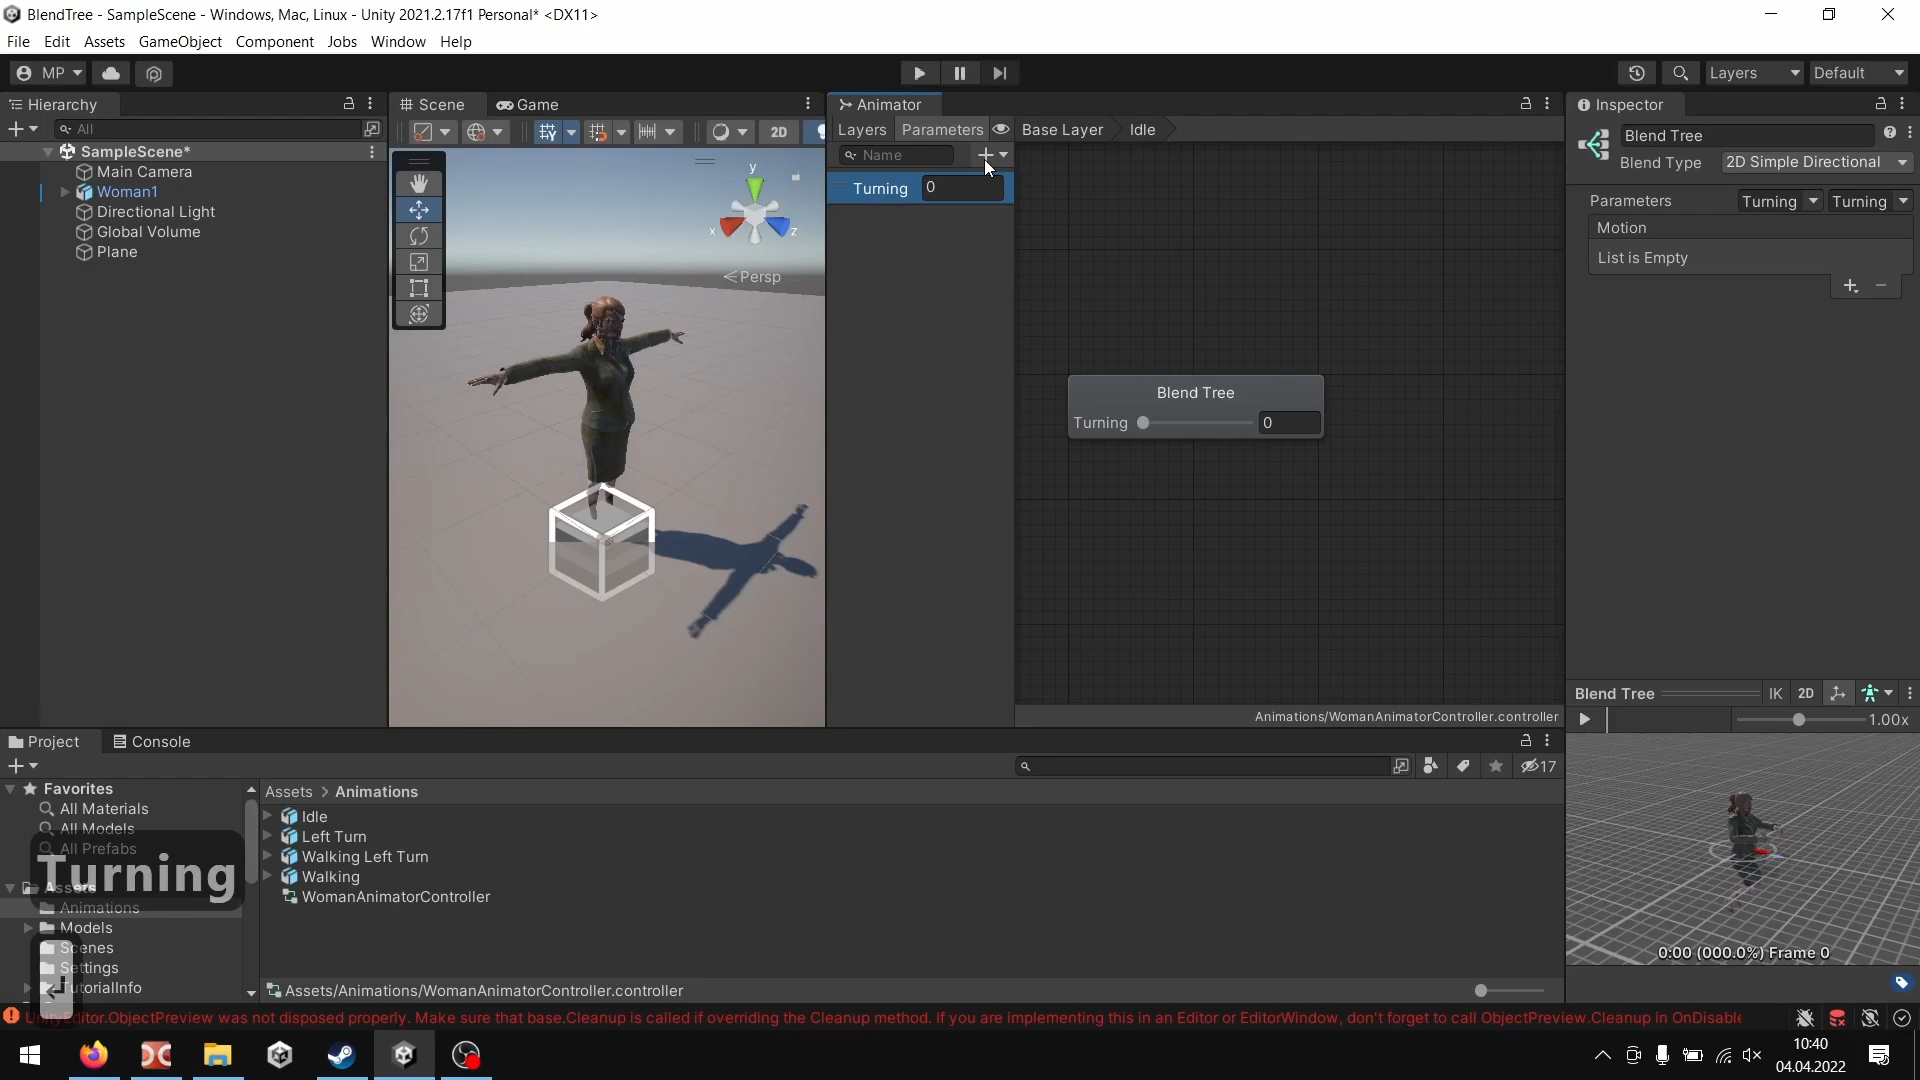 BlendTree - SampleScene - Windows, Mac, Linux - Unity 2021.2.17f1 Personal* <DX11>
File Edit Assets GameObject Component Jobs Window Help
MP Layers Default
Hierarchy Scene Game Animator Inspector
All 2D Layers Parameters Base Layer Idle Blend Tree
SampleScene* Name Blend Type 2D Simple Directional
Main Camera
Woman1 Turning 0 Parameters Turning Turning
Directional Light Motion
Global Volume
Plane List is Empty
y
x z
Persp
Blend Tree
Turning 0
Blend Tree IK 2D
Animations/WomanAnimatorController.controller 1.00x
Project Console
17
Favorites Assets > Animations
All Materials Idle
All Models Left Turn
All Prefabs Walking Left Turn
Turning
Assets Walking
Animations WomanAnimatorController
Models
Scenes 0:00 (000.0%) Frame 0
Settings
TutorialInfo Assets/Animations/WomanAnimatorController.controller
UnityEditor.ObjectPreview was not disposed properly. Make sure that base.Cleanup is called if overriding the Cleanup method. If you are implementing this in an Editor or EditorWindow, don't forget to call ObjectPreview.Cleanup in OnDisable
10:40
04.04.2022